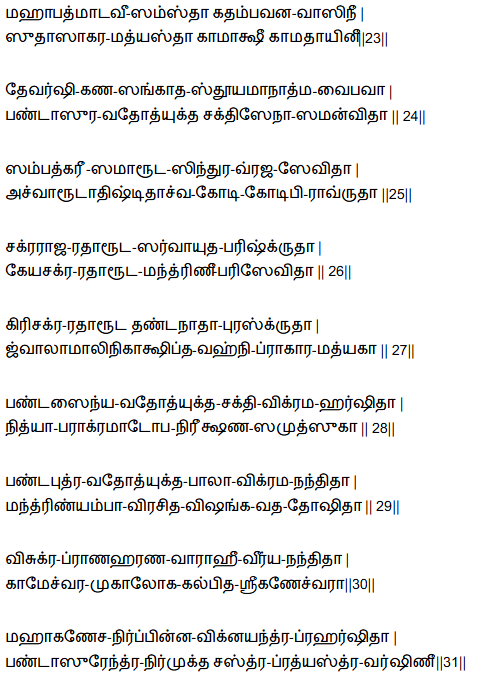 மஹாபத்மாடவீ-ஸம்ஸ்தா கதம்பவன-வாஸினீ |
ஸுதாஸாகர-மத்யஸ்தா காமாக்ஷீ காமதாயினீ||23||
தேவர்ஷி-கண-ஸங்காத-ஸ்தூயமாநாத்ம-வைபவா |
பண்டாஸுர-வதோத்யுக்த சக்திஸேநா-ஸமன்விதா || 24||
ஸம்பத்கரீ-ஸமாரூட-ஸிந்துர-வ்ரஜ-ஸேவிதா |
அச்வாரூடாதிஷ்டிதாச்வ-கோடி-கோடிபி-ராவ்ருதா ||25||
சக்ரராஜ-ரதாரூட-ஸர்வாயுத-பரிஷ்க்ருதா |
கேயசக்ர-ரதாரூட-மந்த்ரிணீ-பரிஸேவிதா || 26||
கிரிசக்ர-ரதாரூட தண்டநாதா-புரஸ்க்ருதா |
ஜ்வாலாமாலினிகாக்ஷிப்த-வஹ்நி-ப்ராகார-மத்யகா || 27||
பண்டஸைந்ய-வதோத்யுக்த-சக்தி-விக்ரம-ஹர்ஷிதா |
நித்யா-பராக்ரமாடோப-நிரீக்ஷண-ஸமுத்ஸுகா || 28||
பண்டபுத்ர-வதோத்யுக்த-பாலா-விக்ரம-நந்திதா |
மந்த்ரிண்யம்பா-விரசித-விஷங்க-வத-தோஷிதா || 29||
விசுக்ர-ப்ராணஹரண-வாராஹீ-வீர்ய-நந்திதா |
காமேச்வர-முகாலோக-கல்பித-ஸ்ரீகணேச்வரா||30||
மஹாகணேச-நிர்ப்பின்ன-விக்னயந்த்ர-ப்ரஹர்ஷிதா |
பண்டாஸுரேந்த்ர-நிர்முக்த சஸ்த்ர-ப்ரத்யஸ்த்ர-வர்ஷிணீ||31||